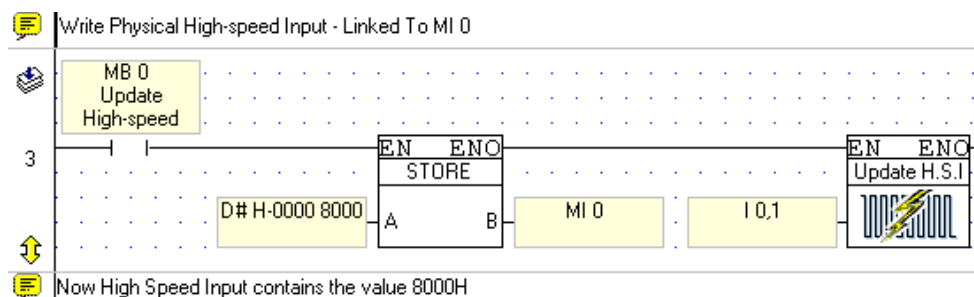 Write Physical High-speed Input - Linked To MI 0
MB 0
Update
High-speed
3
EN ENO
STORE
A B
D# H-0000 8000
MI 0
I 0,1
EN ENO
Update H.S.I
Now High Speed Input contains the value 8000H